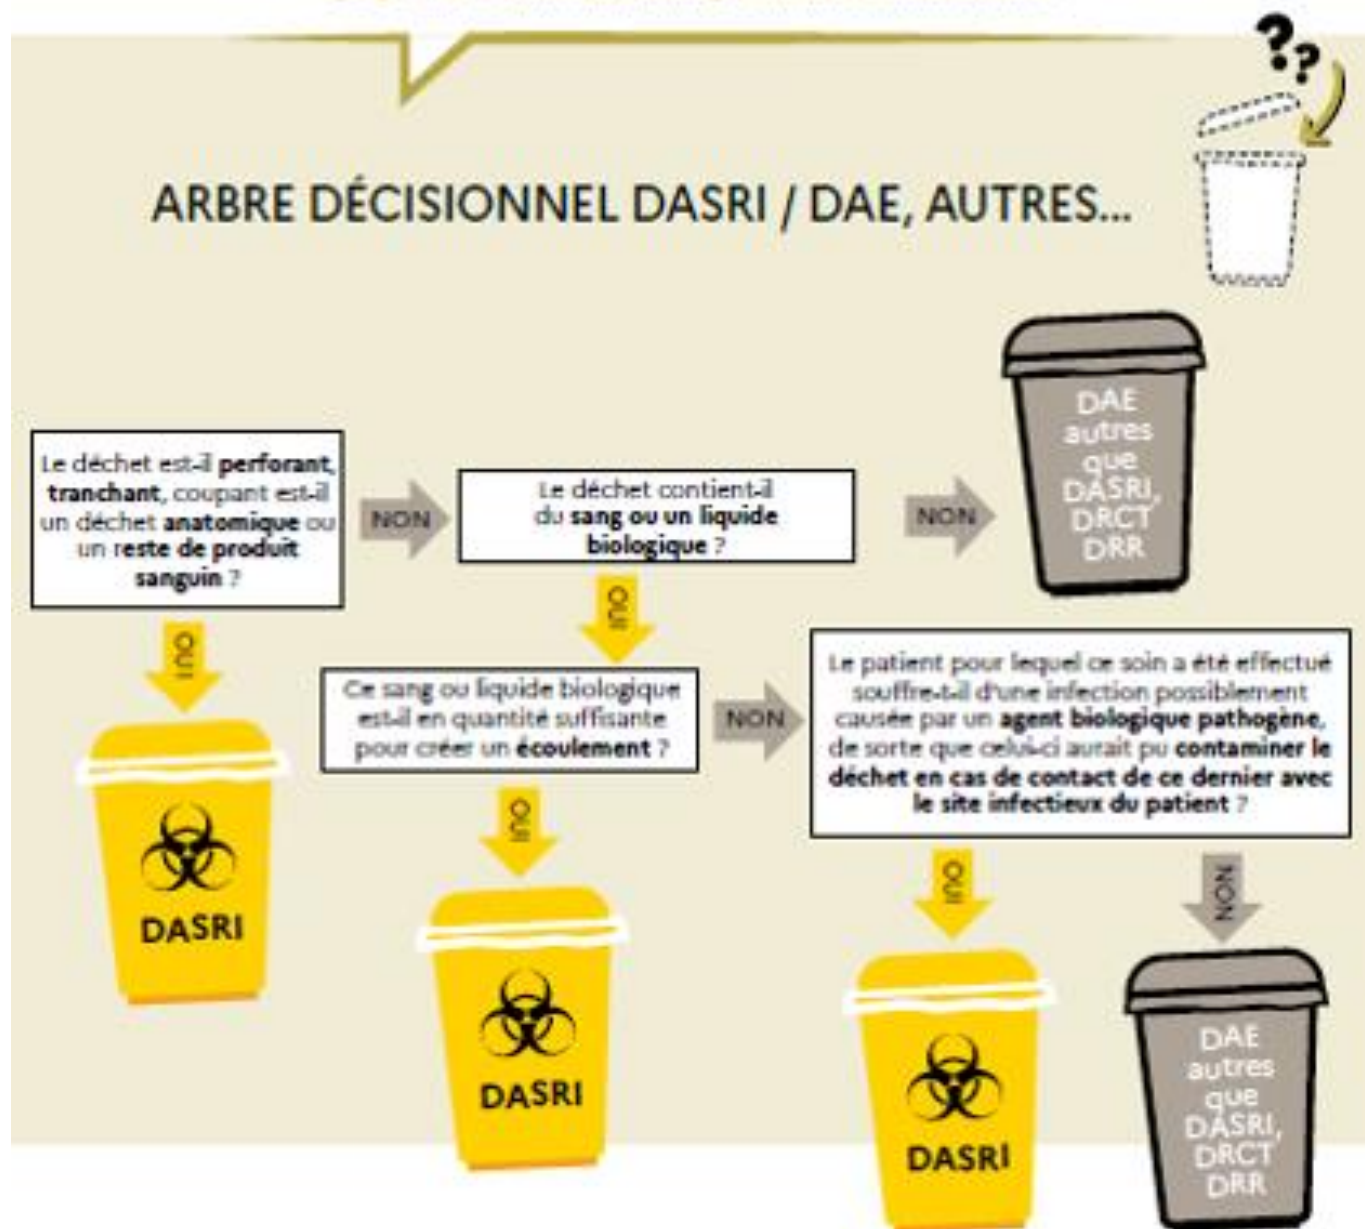 ??
ARBRE DÉCISIONNEL DASRI / DAE, AUTRES...
Le déchet est-il perforant,
tranchant, coupant est-il
un déchet anatomique ou
un reste de produit
sanguin ?
NON
Le déchet contient-il
du sang ou un liquide
biologique ?
NON
DAE
autres
que
DASRI,
DRCT
DRR
OUI
OUI
Ce sang ou liquide biologique
est-il en quantité suffisante
pour créer un écoulement ?
NON
Le patient pour lequel ce soin a été effectué
souffre-t-il d'une infection possiblement
causée par un agent biologique pathogène,
de sorte que celui-ci aurait pu contaminer le
déchet en cas de contact de ce dernier avec
le site infectieux du patient ?
DASRI
OUI
DASRI
OUI
NON
DASRI
DAE
autres
que
DASRI,
DRCT
DRR